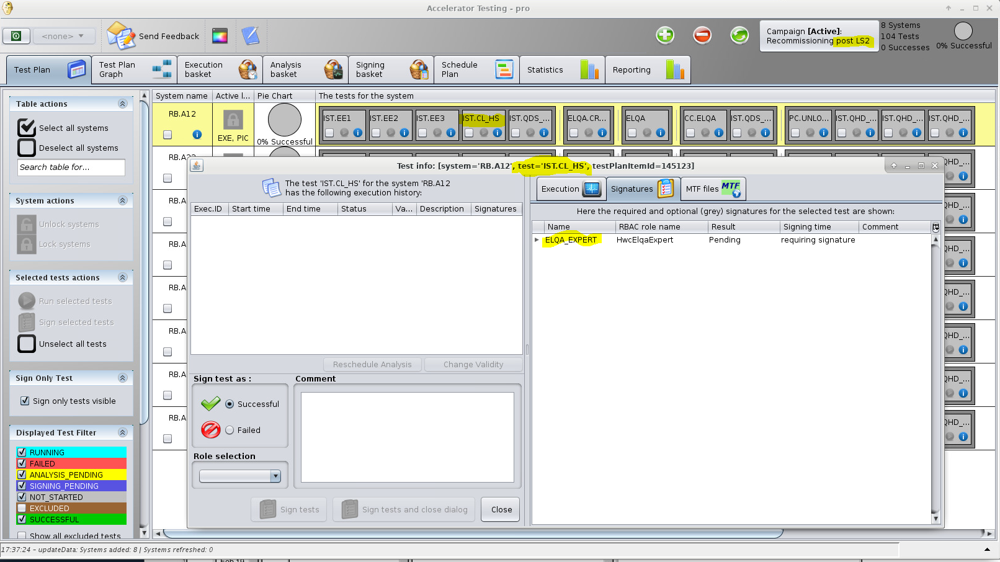 Accelerator Testing - pro
<none>
Send Feedback
Campaign [Active]:
Recommissioning post LS2
8 Systems
104 Tests
0 Successes
0% Successful
Test Plan
Test Plan
Graph
Execution
basket
Analysis
basket
Signing
basket
Schedule
Plan
Statistics
Reporting
Table actions
Select all systems
Deselect all systems
Search table for...
System actions
Unlock systems
Lock systems
Selected tests actions
Run selected tests
Sign selected tests
Unselect all tests
Sign Only Test
Sign only tests visible
Displayed Test Filter
RUNNING
FAILED
ANALYSIS_PENDING
SIGNING_PENDING
NOT_STARTED
EXCLUDED
SUCCESSFUL
Show all excluded tests
System name Active l... Pie Chart The tests for the system
RB.A12
EXE, PIC
0% Successful
IST.EE1 IST.EE2 IST.EE3 IST.CL_HS IST.QDS_... ELQA.CR... ELQA CC.ELQA IST.QDS_... PC.UNLO... IST.QHD_... IST.QHD_... IST.QHD_...
RB.A
RB.A
RB.A
RB.A
RB.A
RB.A
QHD_...
QHD_...
QHD_...
QHD_...
QHD_...
QHD_...
Test info: [system='RB.A12', test='IST.CL_HS', testPlanItemId=145123]
The test 'IST.CL_HS' for the system 'RB.A12
has the following execution history:
Exec.ID Start time End time Status Va... Description Signatures
Reschedule Analysis Change Validity
Sign test as :
Successful
Failed
Role selection
Comment
Sign tests
Sign tests and close dialog
Close
Execution
Signatures
MTF files MTF
Here the required and optional (grey) signatures for the selected test are shown:
Name RBAC role name Result Signing time Comment
ELQA_EXPERT HwcElqaExpert Pending requiring signature
17:37:24 – updateData: Systems added: 8 | Systems refreshed: 0